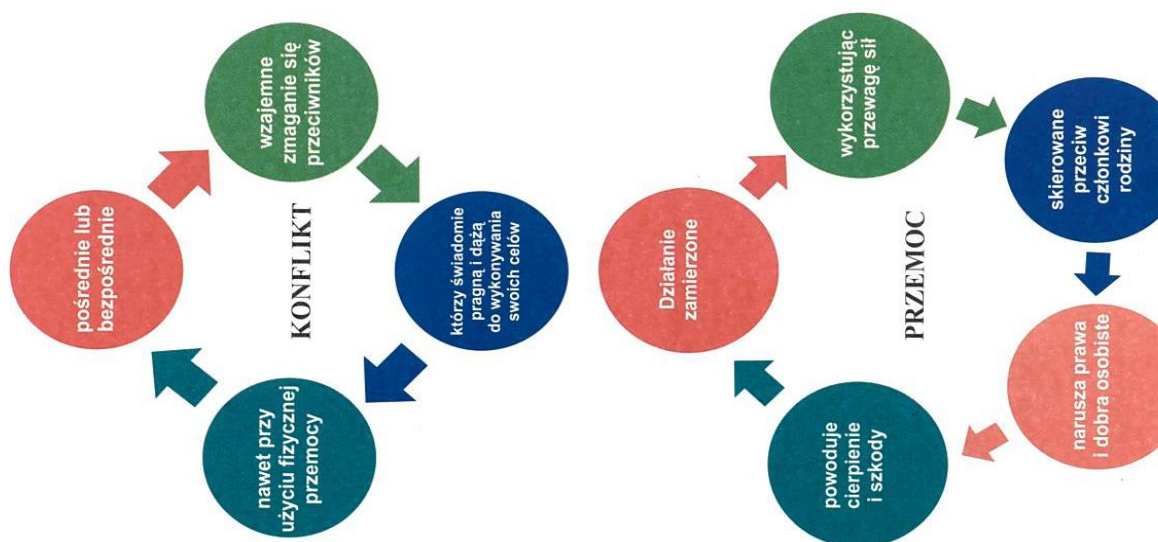 KONFLIKT
pośrednie lub
bezpośrednie
wzajemne
zmaganie się
przeciwników
którzy świadomie
pragną i dążą
do wykonywania
swoich celów
nawet przy
użyciu fizycznej
przemocy
PRZEMOC
Działanie
zamierzone
wykorzystując
przewagę sił
skierowane
przeciw
członkowi
rodziny
narusza prawa
i dobra osobiste
powoduje
cierpienie
i szkody